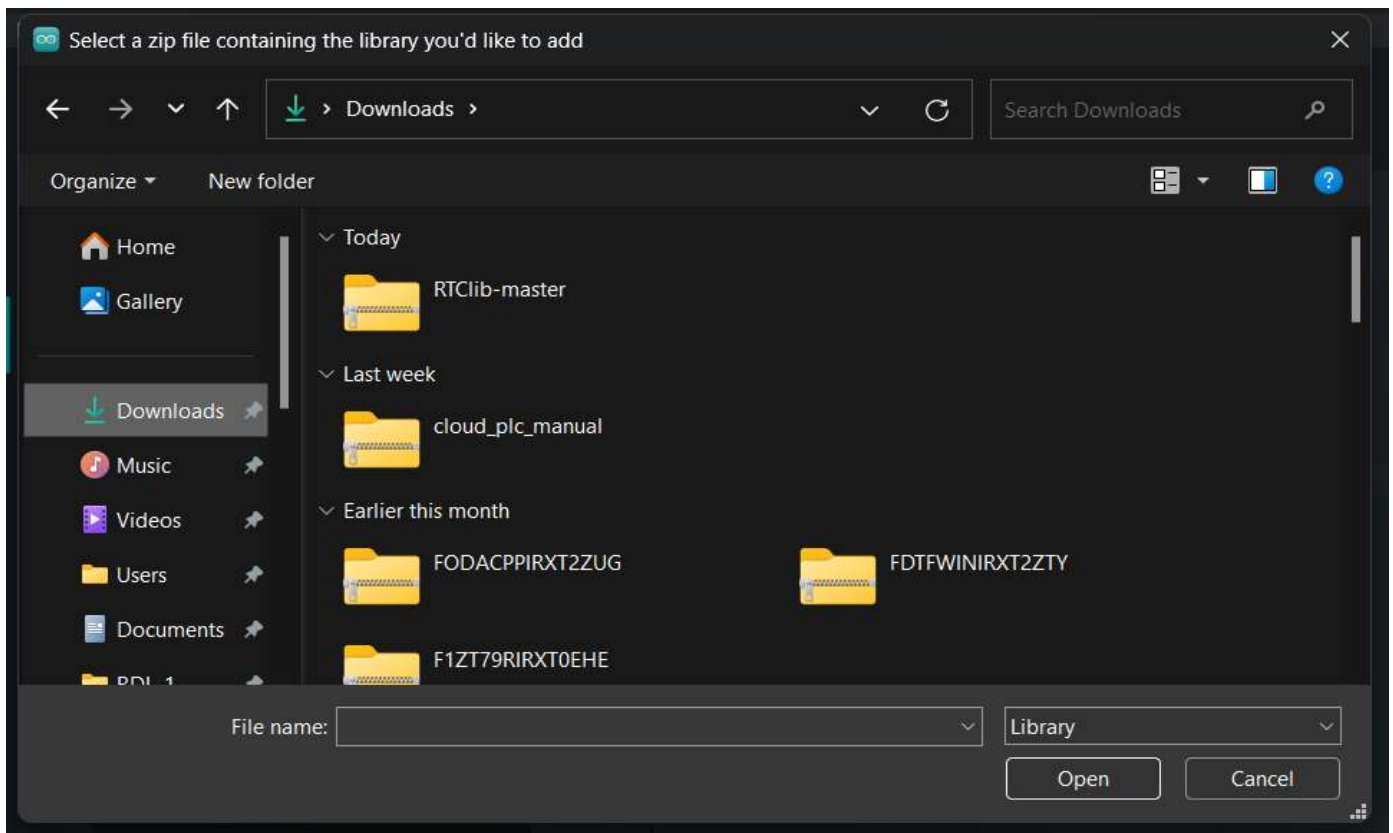 Select a zip file containing the library you'd like to add
Downloads
Search Downloads
Organize
New folder
Home
Gallery
Downloads
Music
Videos
Users
Documents
Today
RTClib-master
Last week
cloud_plc_manual
Earlier this month
FODACPPIRXT2ZUG
FDTFWINIRXT2ZTY
F1ZT79RIRXT0EHE
File name:
Library
Open
Cancel